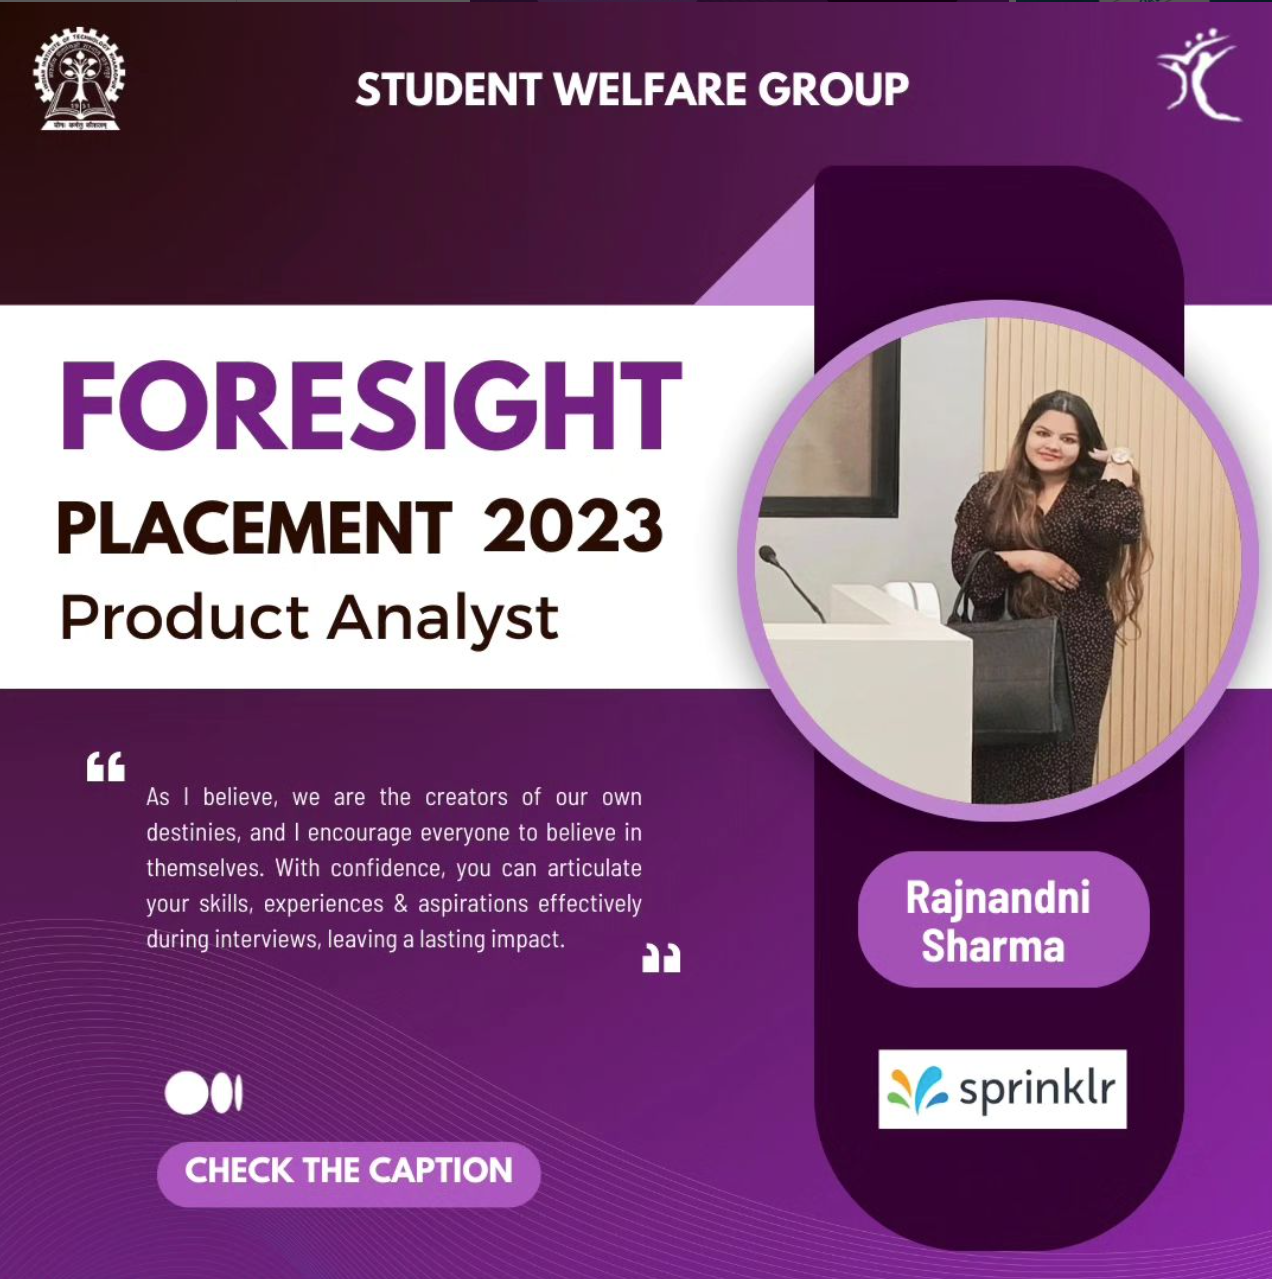 STUDENT WELFARE GROUP
FORESIGHT
PLACEMENT 2023
Product Analyst
“
As I believe, we are the creators of our own
destinies, and I encourage everyone to believe in
themselves. With confidence, you can articulate
your skills, experiences & aspirations effectively
during interviews, leaving a lasting impact.
”
Rajnandni
Sharma
sprinklr
CHECK THE CAPTION